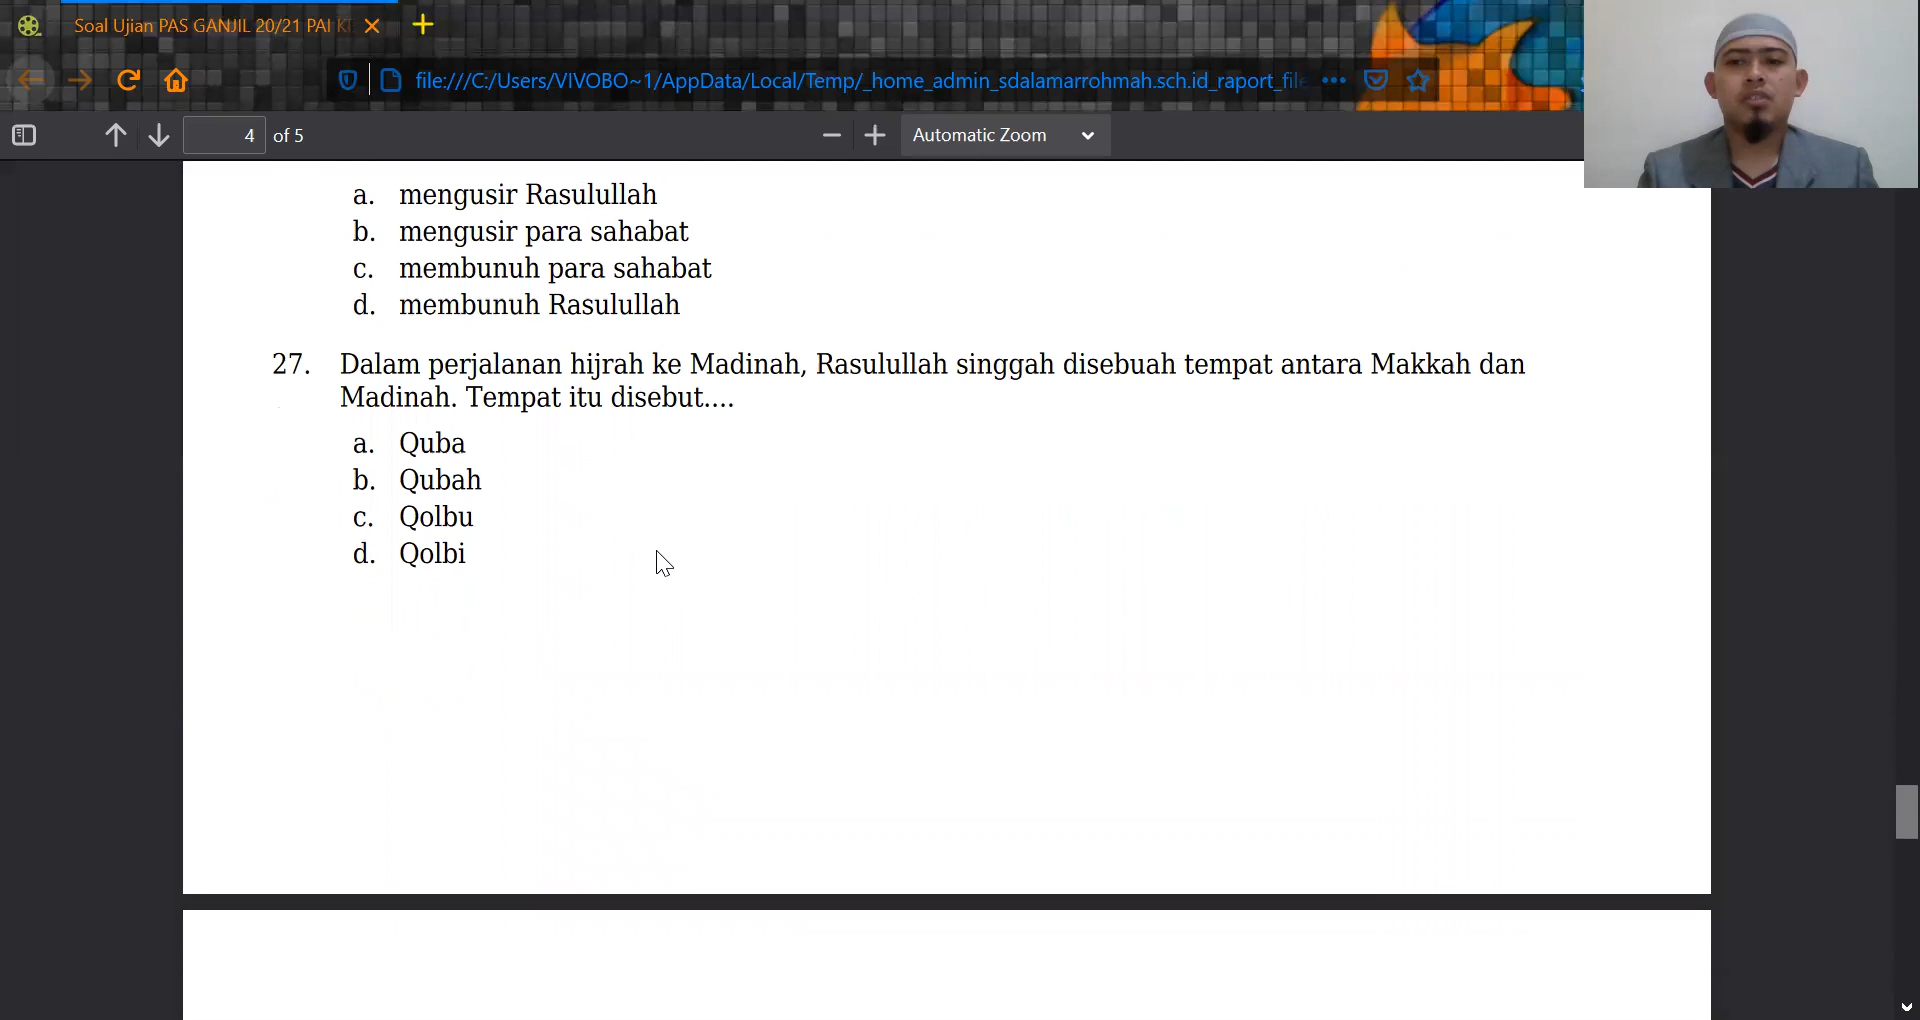 Soal Ujian PAS GANJIL 20/21 PAI
file:///C:/Users/VIVOBO~1/AppData/Local/Temp/_home_admin_sdalamarrohmah.sch.id_raport_file
4 of 5
Automatic Zoom
a. mengusir Rasulullah
b. mengusir para sahabat
c. membunuh para sahabat
d. membunuh Rasulullah
27. Dalam perjalanan hijrah ke Madinah, Rasulullah singgah disebuah tempat antara Makkah dan
Madinah. Tempat itu disebut....
a. Quba
b. Qubah
c. Qolbu
d. Qolbi